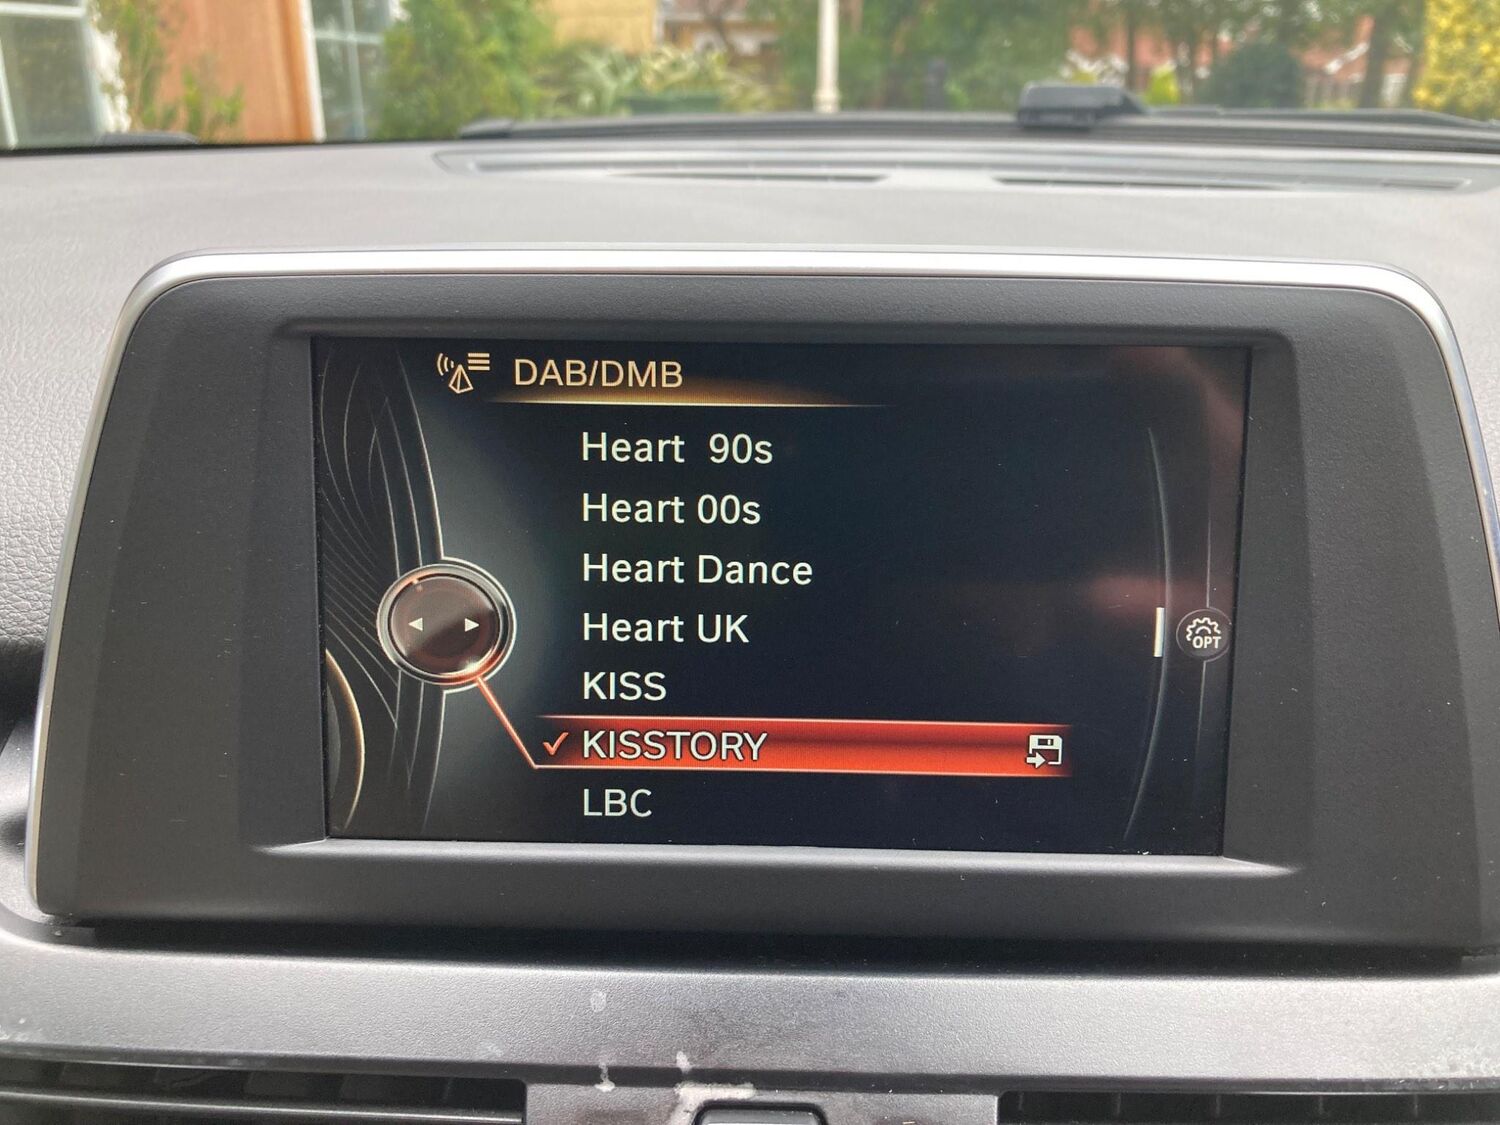 DAB/DMB
Heart 90s
Heart 00s
Heart Dance
Heart UK
KISS
KISSTORY
LBC
OPT